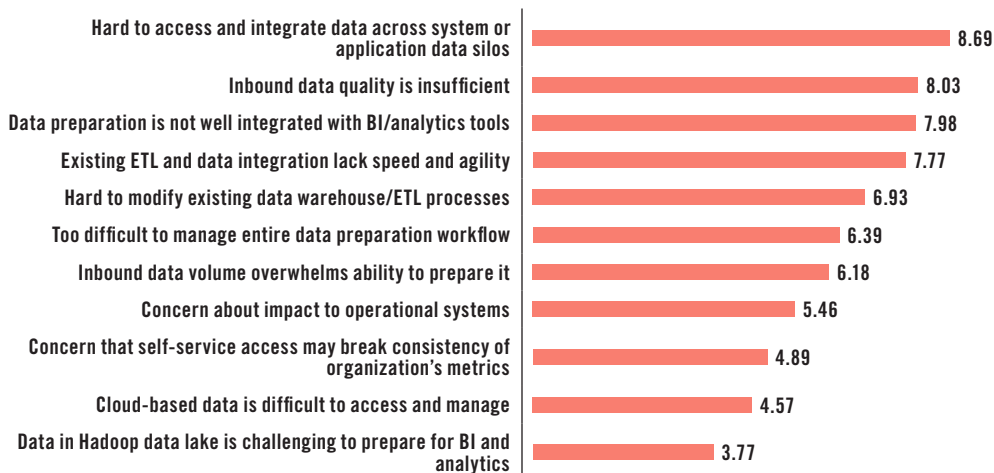 Hard to access and integrate data across system or
application data silos
8.69
Inbound data quality is insufficient
8.03
Data preparation is not well integrated with BI/analytics tools
7.98
Existing ETL and data integration lack speed and agility
7.77
Hard to modify existing data warehouse/ETL processes
6.93
Too difficult to manage entire data preparation workflow
6.39
Inbound data volume overwhelms ability to prepare it
6.18
Concern about impact to operational systems
5.46
Concern that self-service access may break consistency of
organization’s metrics
4.89
Cloud-based data is difficult to access and manage
4.57
Data in Hadoop data lake is challenging to prepare for BI and
analytics
3.77